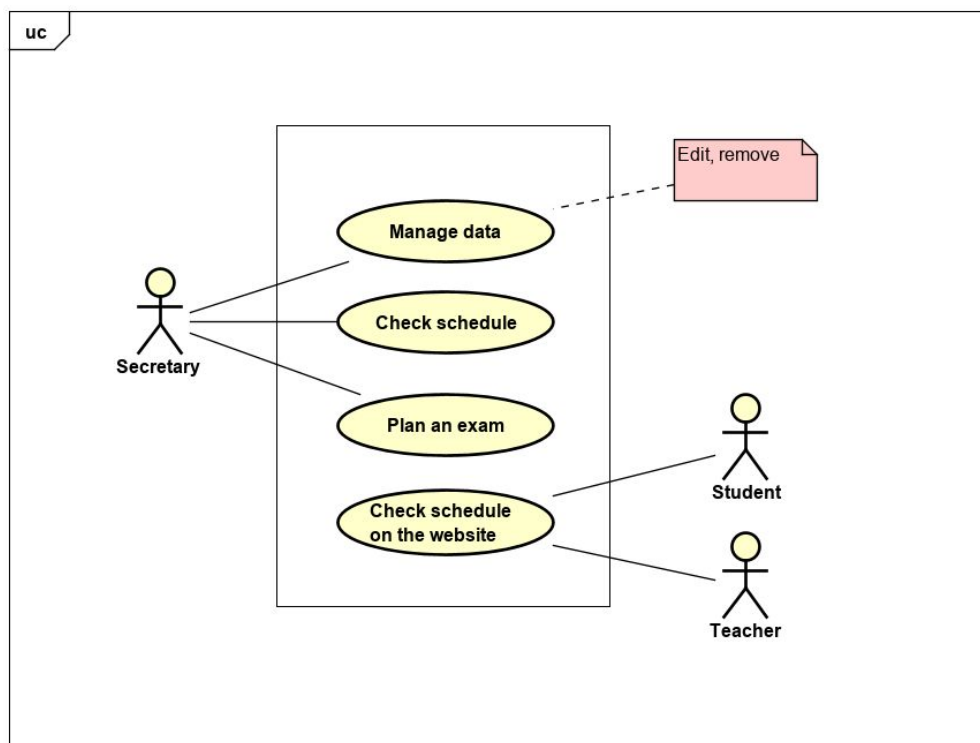 uc
Edit, remove
Manage data
Check schedule
Secretary
Plan an exam
Check schedule
on the website
Student
Teacher